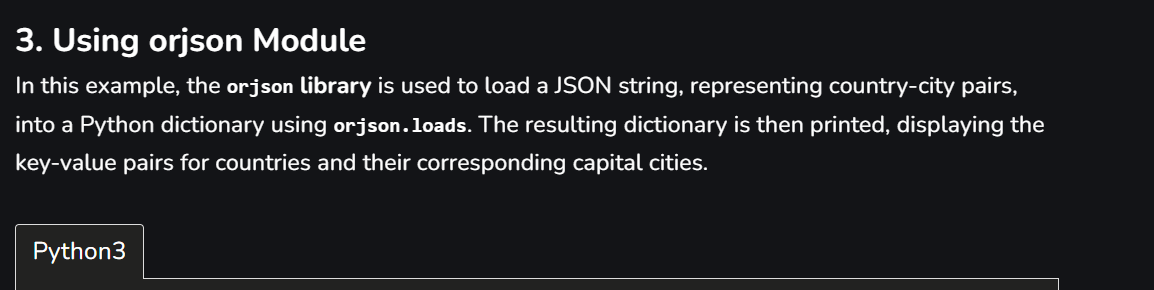 3. Using orjson Module
In this example, the orjson library is used to load a JSON string, representing country-city pairs,
into a Python dictionary using orjson.loads. The resulting dictionary is then printed, displaying the
key-value pairs for countries and their corresponding capital cities.
Python3